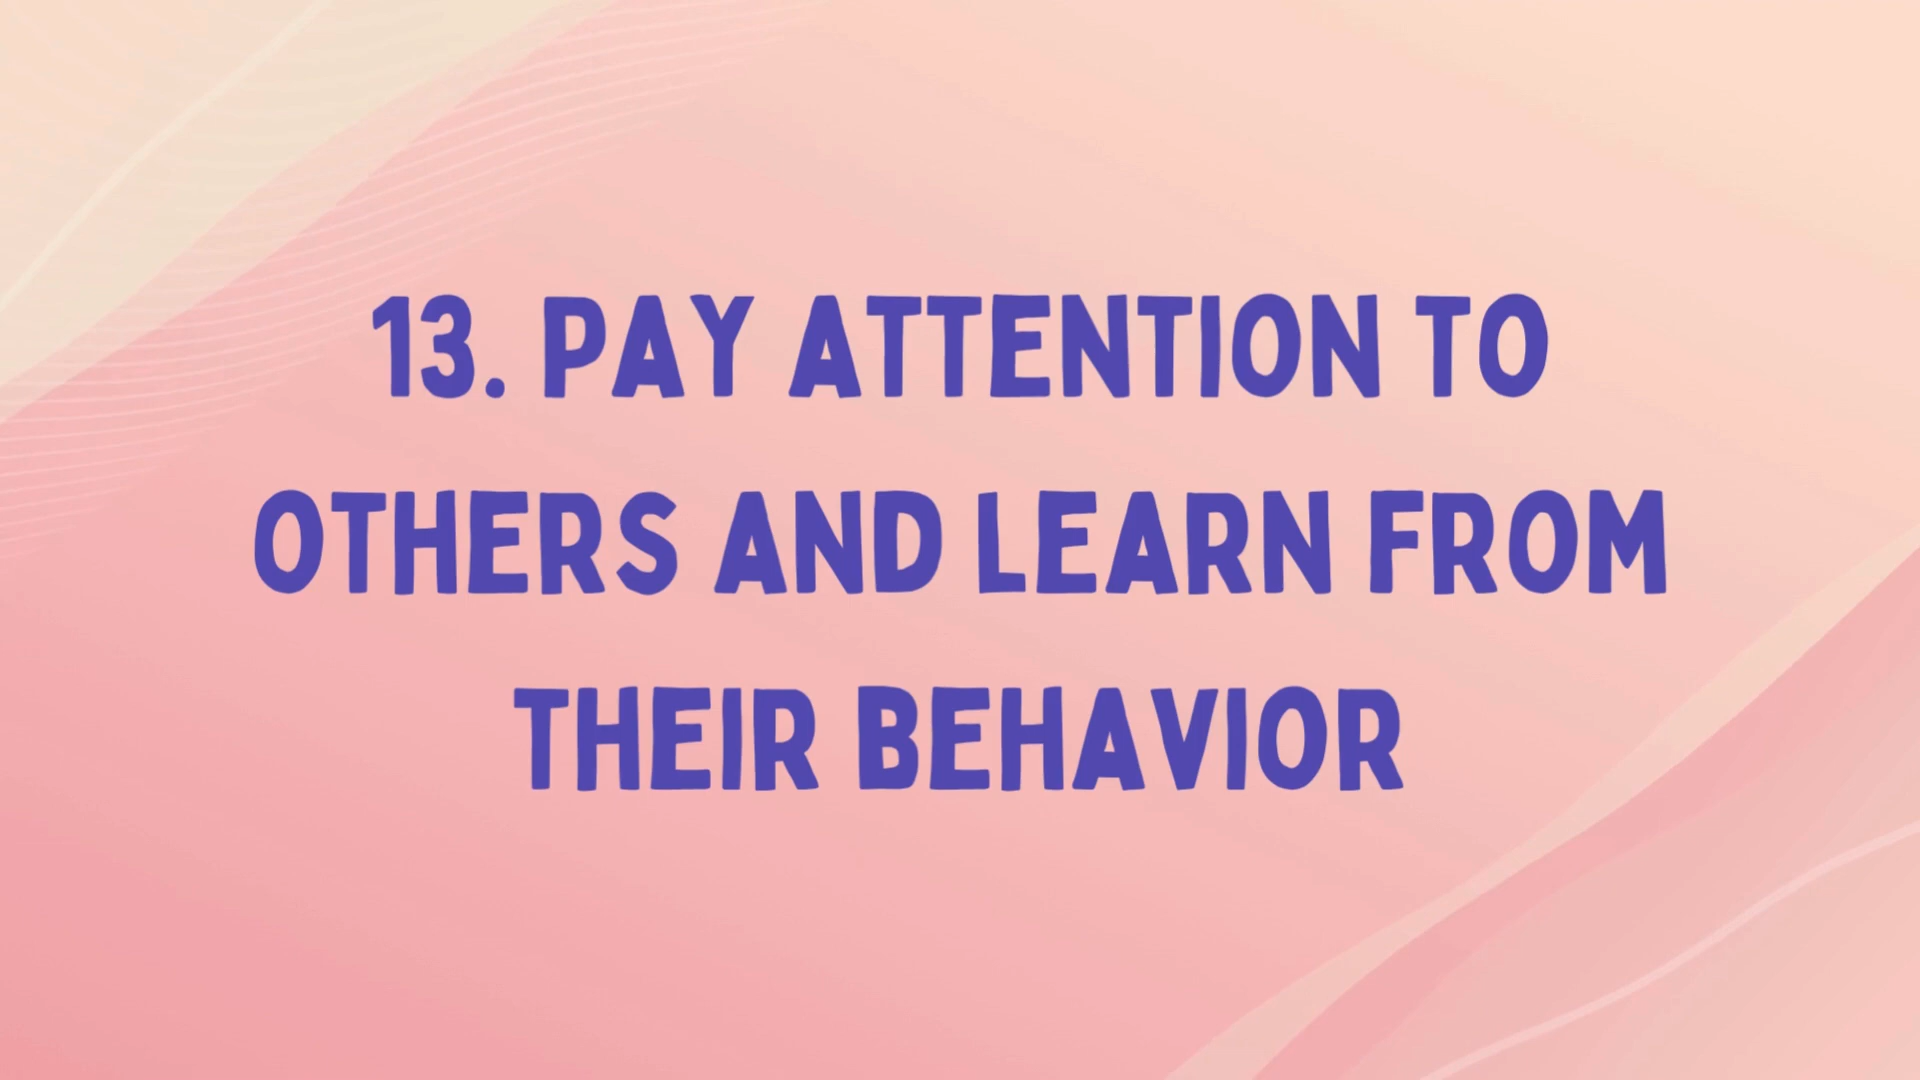 13. PAY ATTENTION TO
OTHERS AND LEARN FROM
THEIR BEHAVIOR